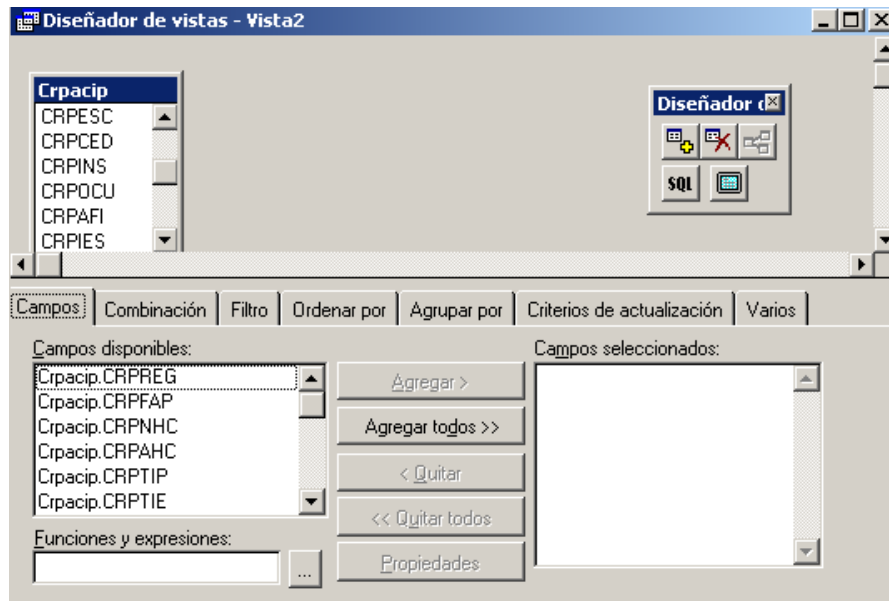 Diseñador de vistas - Vista2
Crpacip
CRPESC
CRPCED
CRPINS
CRPOCU
CRPAFI
CRPIES
Diseñador d
SQL
Campos
Combinación
Filtro
Ordenar por
Agrupar por
Criterios de actualización
Varios
Campos disponibles:
Crpacip.CRPREG
Crpacip.CRPFAP
Crpacip.CRPNHC
Crpacip.CRPAHC
Crpacip.CRPTIP
Crpacip.CRPTIE
Funciones y expresiones:
...
Agregar >
Agregar todos >>
< Quitar
<< Quitar todos
Propiedades
Campos seleccionados: